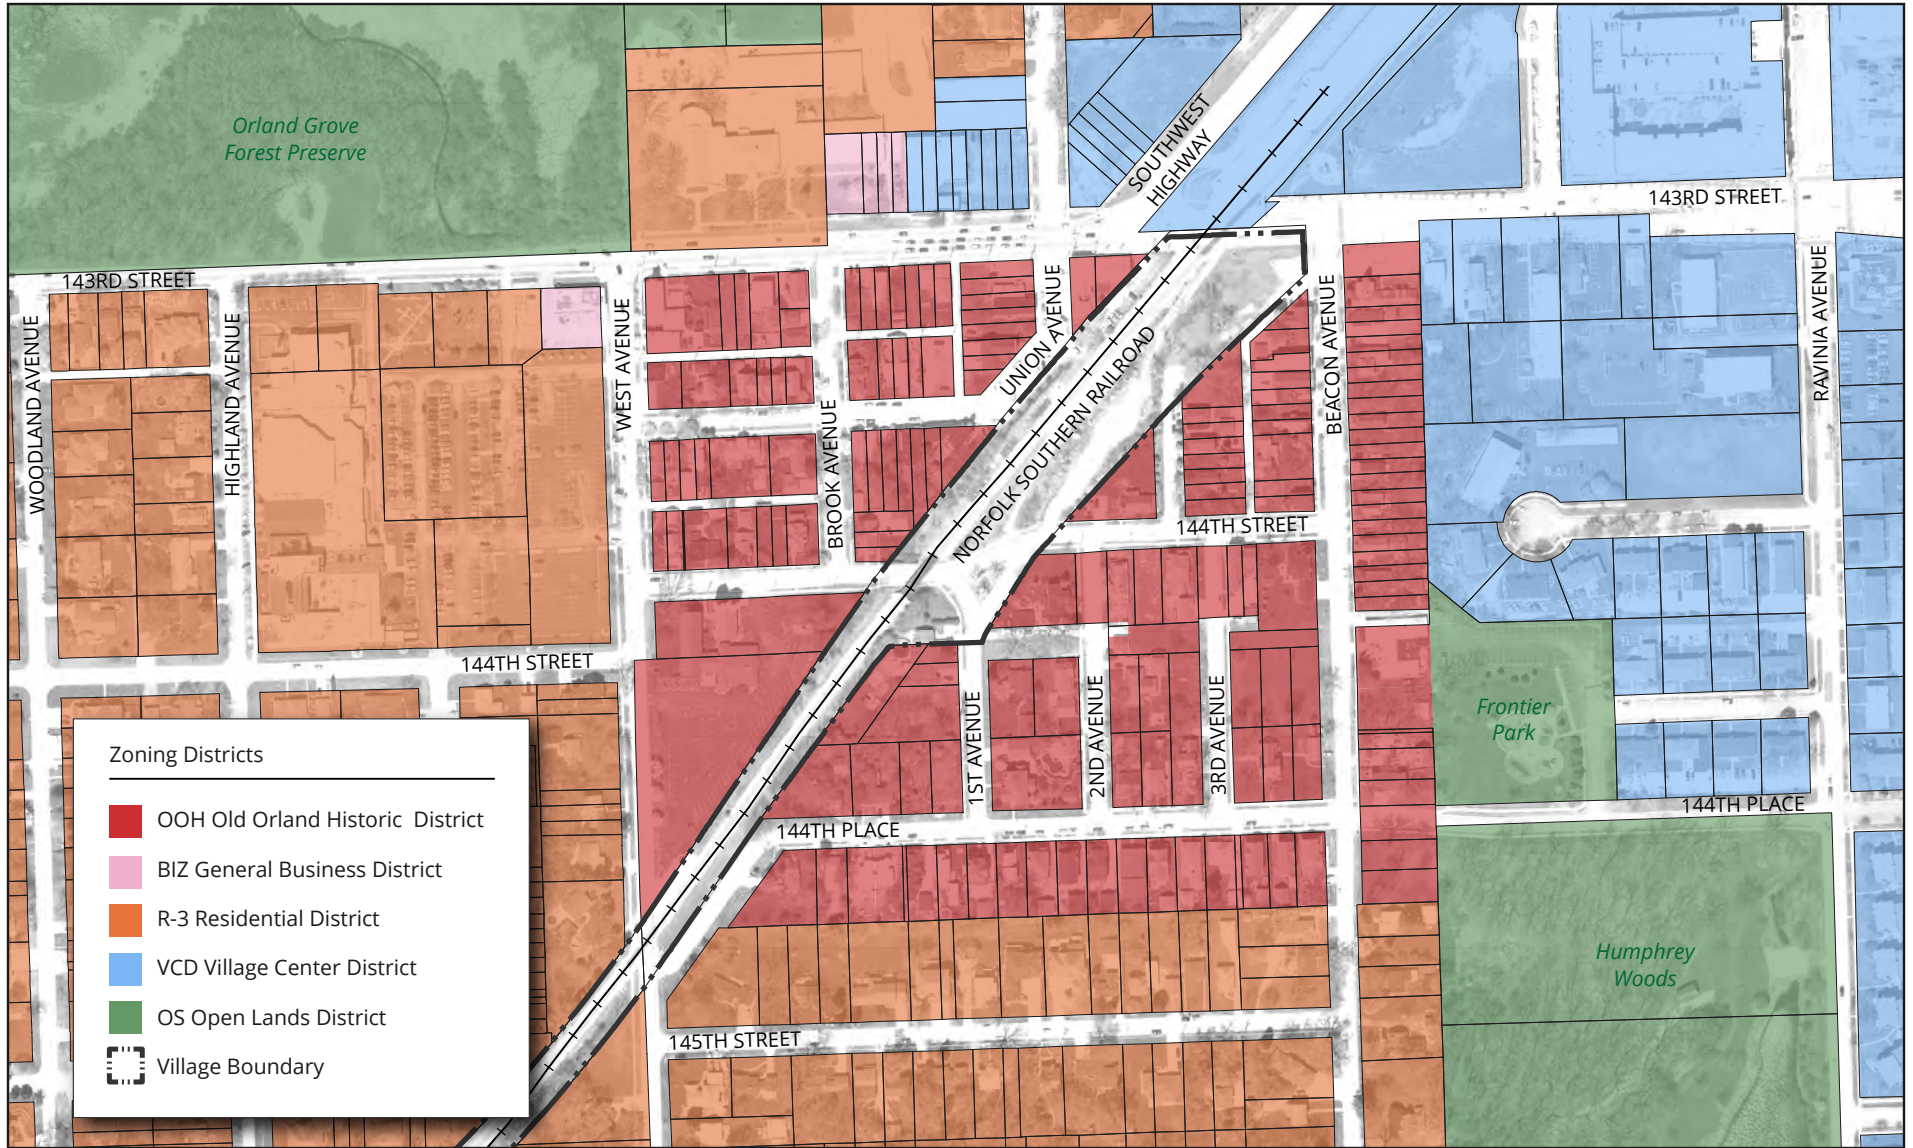 Orland Grove
Forest Preserve
SOUTHWEST
HIGHWAY
143RD STREET
143RD STREET
WOODLAND AVENUE
HIGHLAND AVENUE
WEST AVENUE
BROOK AVENUE
UNION AVENUE
NORFOLK SOUTHERN RAILROAD
BEACON AVENUE
RAVINIA AVENUE
144TH STREET
144TH STREET
1ST AVENUE
2ND AVENUE
3RD AVENUE
Frontier
Park
144TH PLACE
144TH PLACE
Humphrey
Woods
145TH STREET
Zoning Districts
OOH Old Orland Historic District
BIZ General Business District
R-3 Residential District
VCD Village Center District
OS Open Lands District
Village Boundary